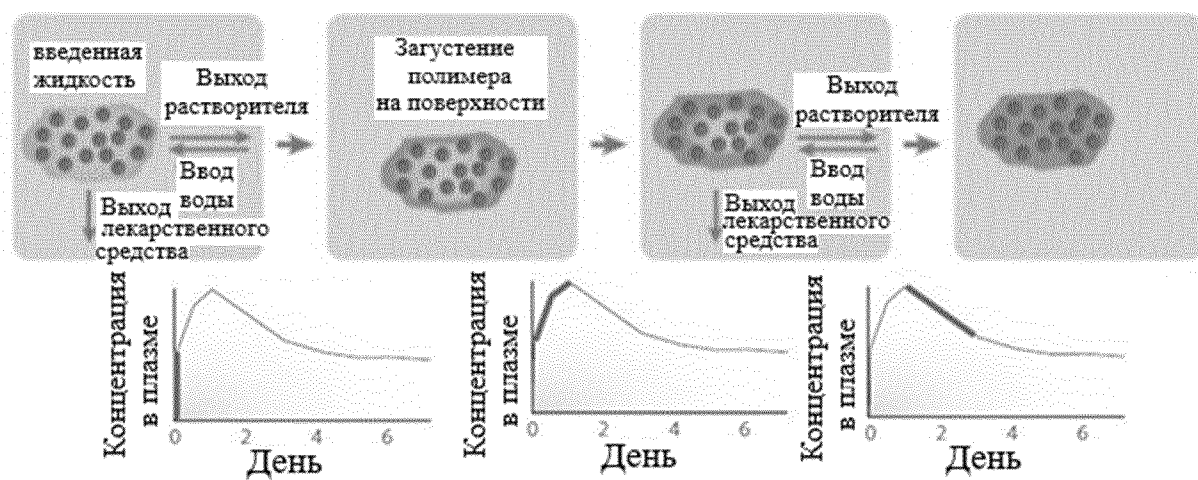 введенная
жидкость
Выход
растворителя
Ввод
воды
Выход
лекарственного
средства
Загустение
полимера
на поверхности
Выход
растворителя
Ввод
воды
Выход
лекарственного
средства
Концентрация
в плазме
0 2 4 6
День
Концентрация
в плазме
0 2 4 6
День
Концентрация
в плазме
0 2 4 6
День